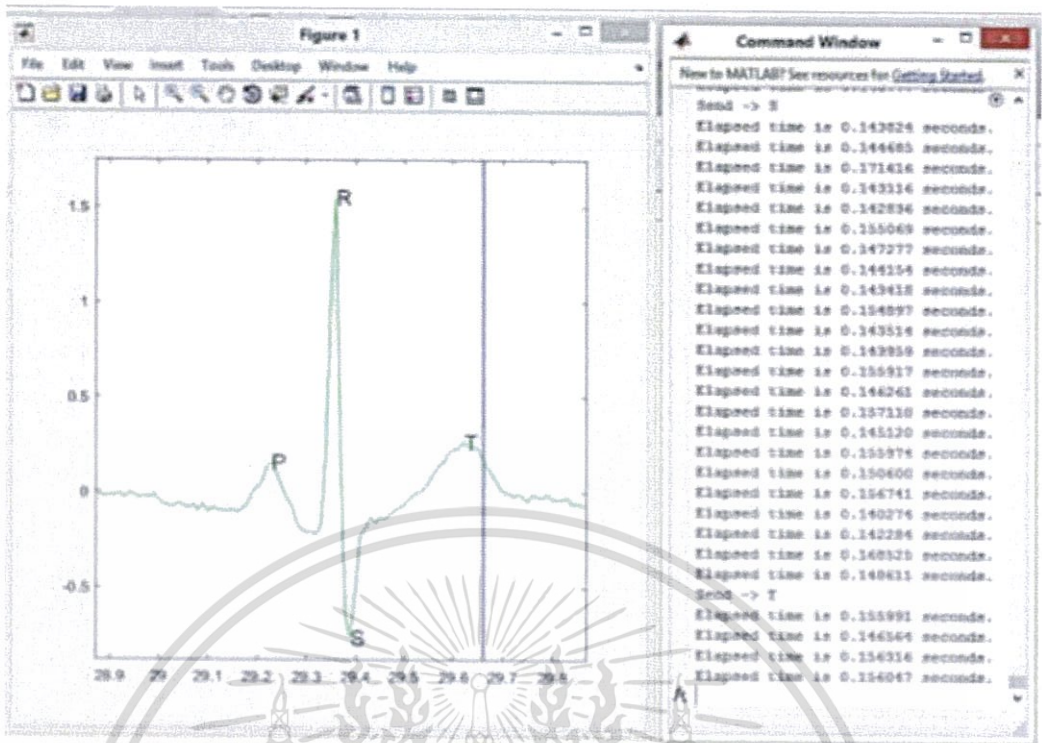 Figure 1
File Edit View Insert Tools Desktop Window Help
1.5
1
0.5
0
-0.5
28.9 29 29.1 29.2 29.3 29.4 29.5 29.6 29.7 29.8
R
P
T
S
Command Window
New to MATLAB? See resources for Getting Started.
Send -> S
Elapsed time is 0.143824 seconds.
Elapsed time is 0.144685 seconds.
Elapsed time is 0.171416 seconds.
Elapsed time is 0.143116 seconds.
Elapsed time is 0.142836 seconds.
Elapsed time is 0.155069 seconds.
Elapsed time is 0.147277 seconds.
Elapsed time is 0.144154 seconds.
Elapsed time is 0.143418 seconds.
Elapsed time is 0.154897 seconds.
Elapsed time is 0.143514 seconds.
Elapsed time is 0.143959 seconds.
Elapsed time is 0.155917 seconds.
Elapsed time is 0.146261 seconds.
Elapsed time is 0.157110 seconds.
Elapsed time is 0.145120 seconds.
Elapsed time is 0.155974 seconds.
Elapsed time is 0.150600 seconds.
Elapsed time is 0.156741 seconds.
Elapsed time is 0.140274 seconds.
Elapsed time is 0.142284 seconds.
Elapsed time is 0.168525 seconds.
Elapsed time is 0.148611 seconds.
Send -> T
Elapsed time is 0.155991 seconds.
Elapsed time is 0.146564 seconds.
Elapsed time is 0.156316 seconds.
Elapsed time is 0.156047 seconds.
fx